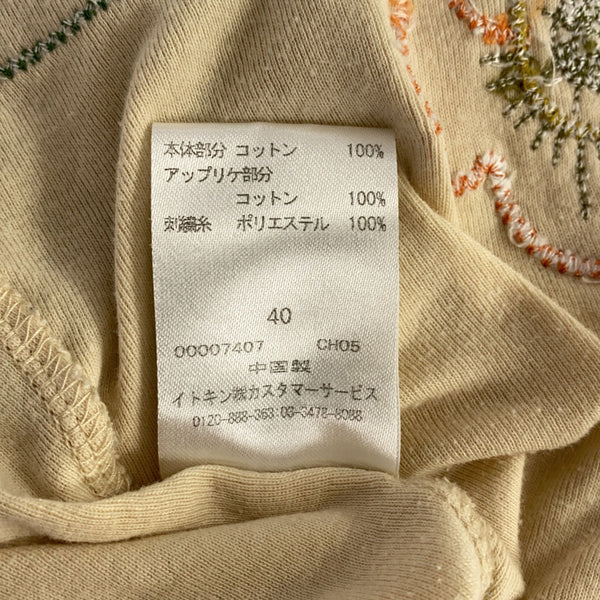 本体部分 コットン 100%
アップリケ部分
コットン 100%
刺繍糸 ポリエステル 100%
40
00007407 CH05
中国製
イトキン㈱カスタマーサービス
0120-888-363:03-3478-8088